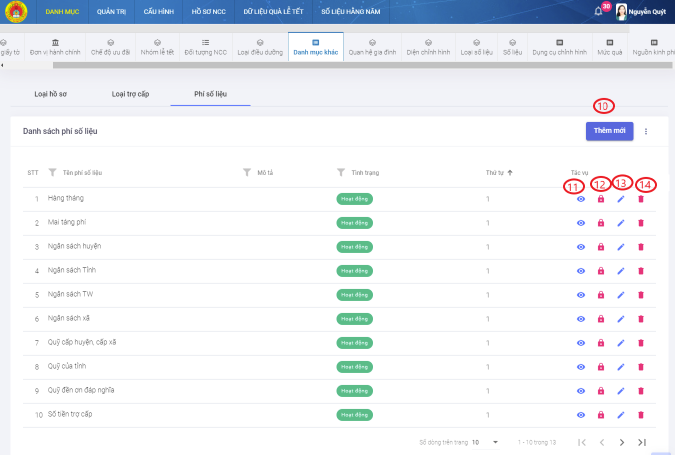 DANH MỤC QUẢN TRỊ CẤU HÌNH HỒ SƠ NCC DỮ LIỆU QUÀ LỄ TẾT SỐ LIỆU HÀNG NĂM 30 Nguyễn Quýt
giấy tờ Đơn vị hành chính Chế độ ưu đãi Nhóm lễ tết Đối tượng NCC Loại điều dưỡng Danh mục khác Quan hệ gia đình Diện chính hình Loại số liệu Số liệu Dụng cụ chỉnh hình Mức quà Nguồn kinh phí
Loại hồ sơ Loại trợ cấp Phí số liệu
10
Danh sách phí số liệu Thêm mới
STT Tên phí số liệu Mô tả Tình trạng Thứ tự Tác vụ
11 12 13 14
1 Hàng tháng Hoạt động 1
2 Mai táng phí Hoạt động 1
3 Ngân sách huyện Hoạt động 1
4 Ngân sách Tỉnh Hoạt động 1
5 Ngân sách TW Hoạt động 1
6 Ngân sách xã Hoạt động 1
7 Quỹ cấp huyện, cấp xã Hoạt động 1
8 Quỹ của tỉnh Hoạt động 1
9 Quỹ đền ơn đáp nghĩa Hoạt động 1
10 Số tiền trợ cấp Hoạt động 1
Số dòng trên trang 10 1 - 10 trong 13